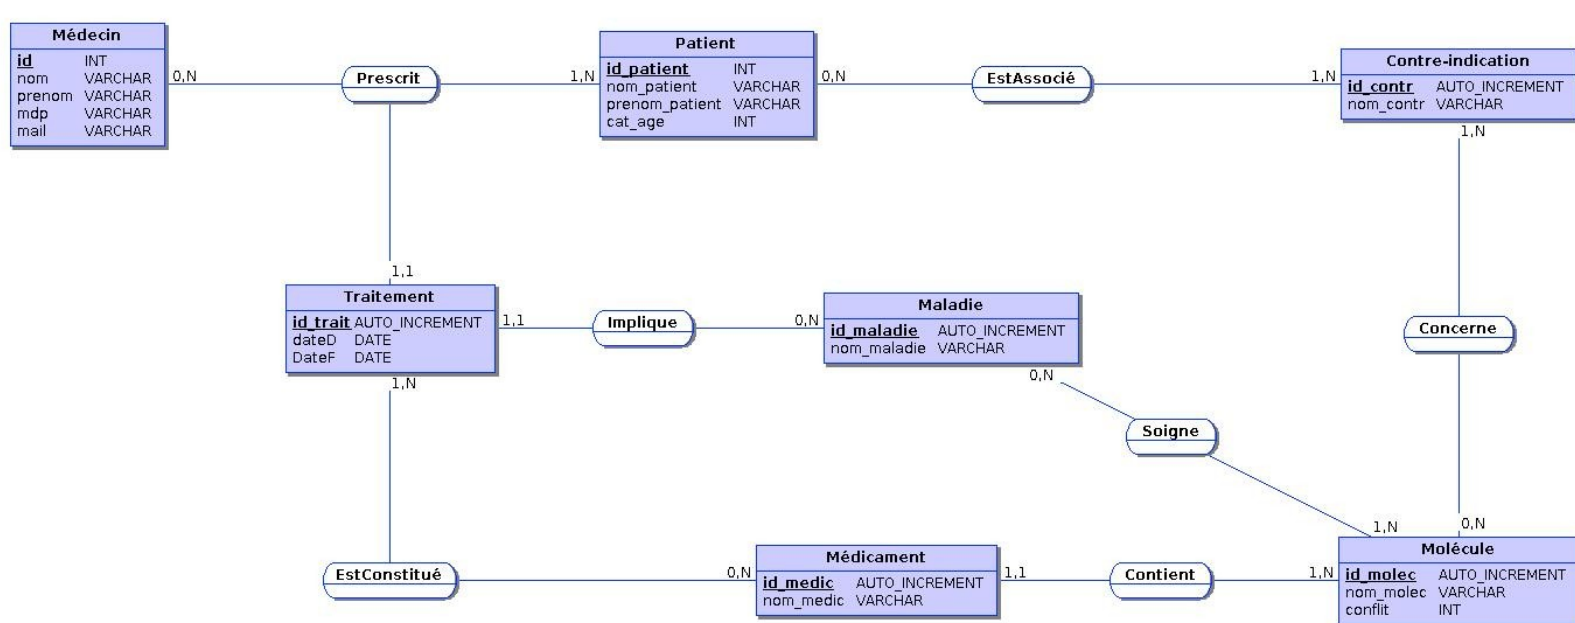 Médecin
id INT
nom VARCHAR
prenom VARCHAR
mdp VARCHAR
mail VARCHAR
0,N
Prescrit
1,N
Patient
id_patient INT
nom_patient VARCHAR
prenom_patient VARCHAR
cat_age INT
0,N
EstAssocié
1,N
Contre-indication
id_contr AUTO_INCREMENT
nom_contr VARCHAR
1,N
1,1
Traitement
id_trait AUTO_INCREMENT
dateD DATE
DateF DATE
1,1
Implique
0,N
Maladie
id_maladie AUTO_INCREMENT
nom_maladie VARCHAR
Concerne
1,N
0,N
Soigne
1,N
0,N
EstConstitué
0,N
Médicament
id_medic AUTO_INCREMENT
nom_medic VARCHAR
1,1
Contient
1,N
Molécule
id_molec AUTO_INCREMENT
nom_molec VARCHAR
conflit INT